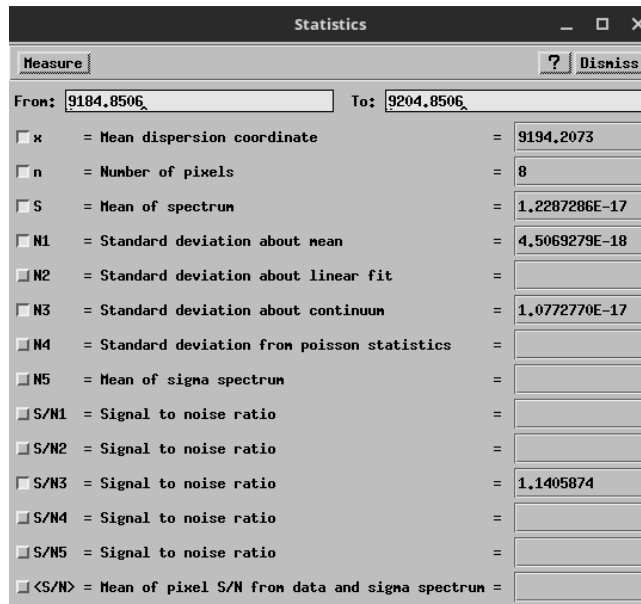 Statistics
Measure ? Dismiss
From: 9184.8506 To: 9204.8506
x = Mean dispersion coordinate = 9194.2073
n = Number of pixels = 8
S = Mean of spectrum = 1.2287286E-17
N1 = Standard deviation about mean = 4.5069279E-18
N2 = Standard deviation about linear fit =
N3 = Standard deviation about continuum = 1.0772770E-17
N4 = Standard deviation from poisson statistics =
N5 = Mean of sigma spectrum =
S/N1 = Signal to noise ratio =
S/N2 = Signal to noise ratio =
S/N3 = Signal to noise ratio = 1.1405874
S/N4 = Signal to noise ratio =
S/N5 = Signal to noise ratio =
<S/N> = Mean of pixel S/N from data and sigma spectrum =